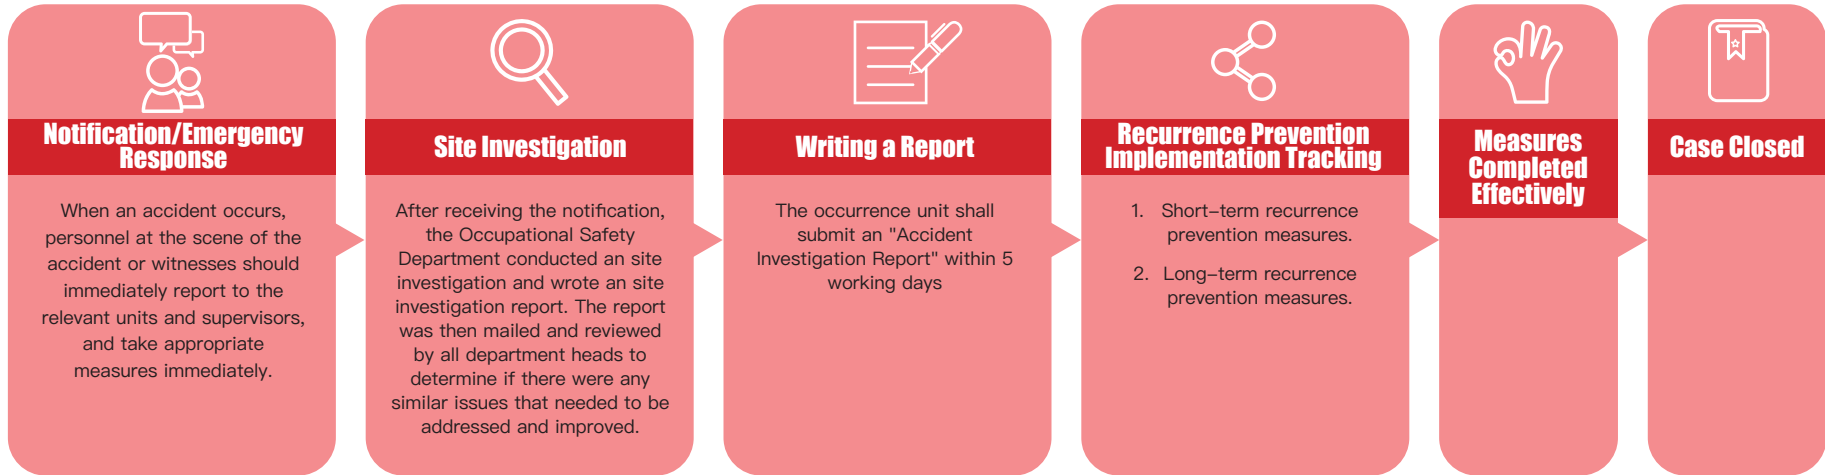 Notification/Emergency
Response
When an accident occurs,
personnel at the scene of the
accident or witnesses should
immediately report to the
relevant units and supervisors,
and take appropriate
measures immediately.
Site Investigation
After receiving the notification,
the Occupational Safety
Department conducted an site
investigation and wrote an site
investigation report. The report
was then mailed and reviewed
by all department heads to
determine if there were any
similar issues that needed to be
addressed and improved.
Writing a Report
The occurrence unit shall
submit an "Accident
Investigation Report" within 5
working days
Recurrence Prevention
Implementation Tracking
1. Short-term recurrence
prevention measures.
2. Long-term recurrence
prevention measures.
Measures
Completed
Effectively
Case Closed